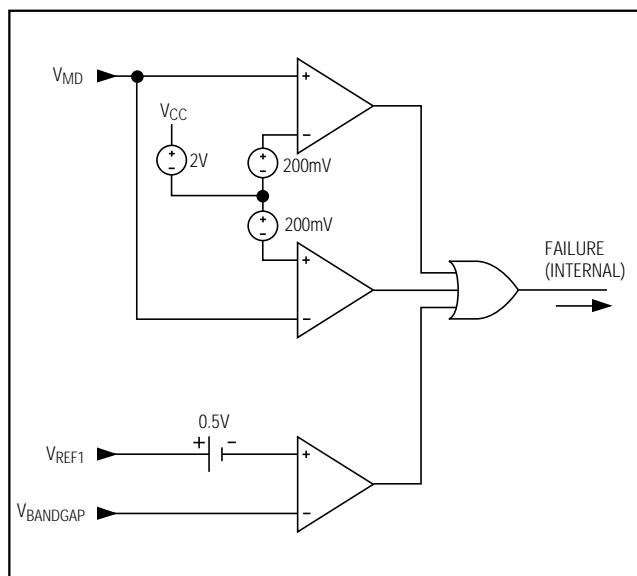 V_MD
+
−
V_CC
+
−
2V
+
−
200mV
+
−
200mV
+
−
FAILURE
(INTERNAL)
0.5V
+ −
V_REF1
+
V_BANDGAP
−